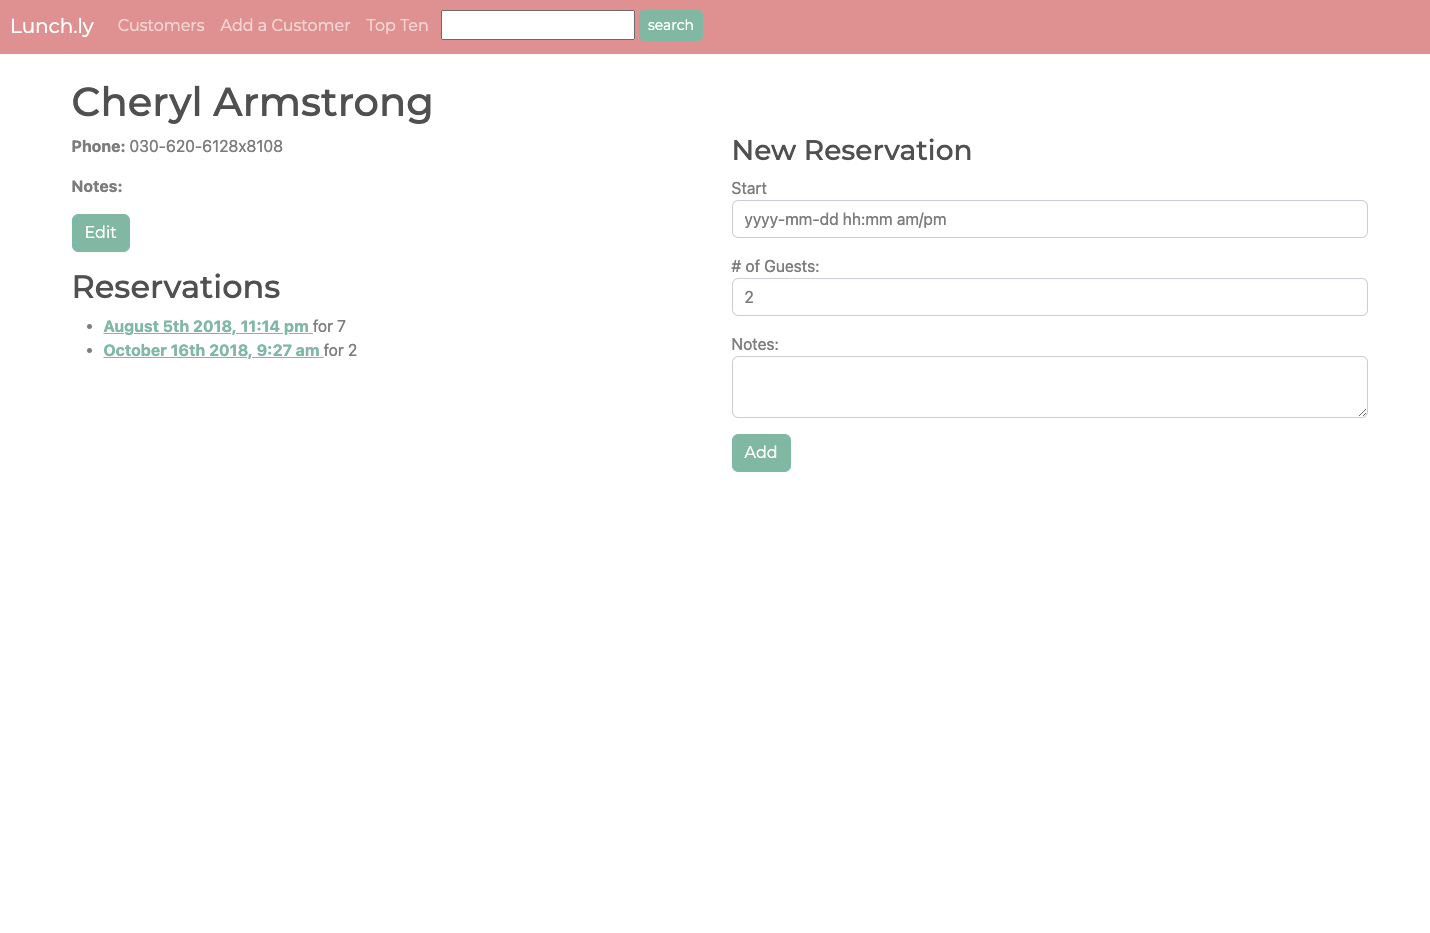 Lunch.ly Customers Add a Customer Top Ten search
Cheryl Armstrong
Phone: 030-620-6128x8108
Notes:
Edit
Reservations
August 5th 2018, 11:14 pm for 7
October 16th 2018, 9:27 am for 2
New Reservation
Start
yyyy-mm-dd hh:mm am/pm
# of Guests:
2
Notes:
Add